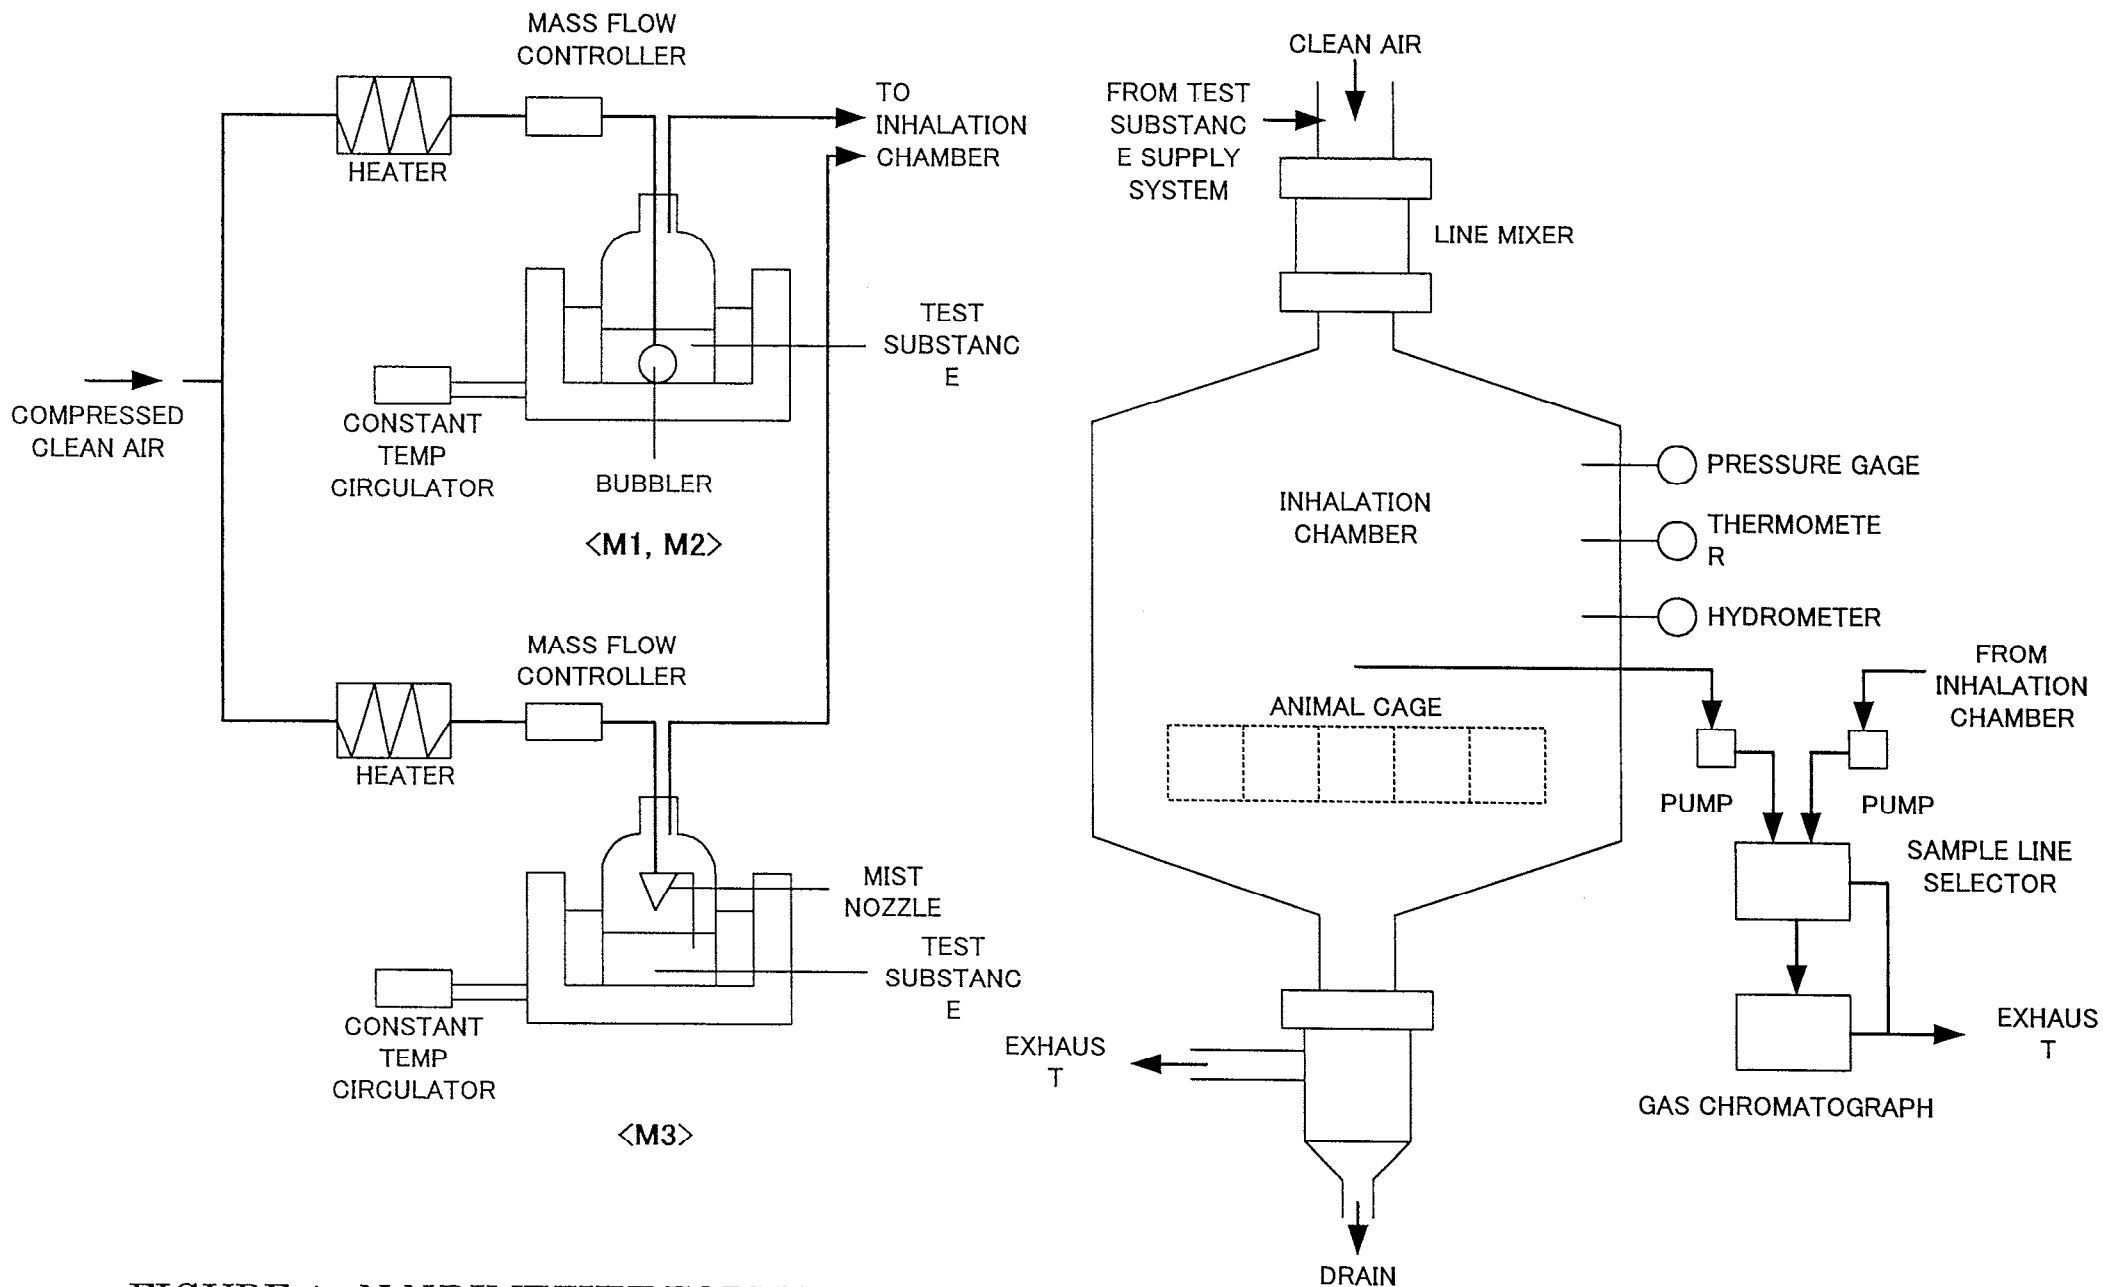 MASS FLOW
CONTROLLER
HEATER
TO
INHALATION
CHAMBER
TEST
SUBSTANC
E
COMPRESSED
CLEAN AIR
CONSTANT
TEMP
CIRCULATOR
BUBBLER
<M1, M2>
MASS FLOW
CONTROLLER
HEATER
MIST
NOZZLE
TEST
SUBSTANC
E
CONSTANT
TEMP
CIRCULATOR
<M3>
CLEAN AIR
FROM TEST
SUBSTANC
E SUPPLY
SYSTEM
LINE MIXER
INHALATION
CHAMBER
PRESSURE GAGE
THERMOMETE
R
HYDROMETER
FROM
INHALATION
CHAMBER
ANIMAL CAGE
PUMP
PUMP
SAMPLE LINE
SELECTOR
EXHAUS
T
GAS CHROMATOGRAPH
EXHAUS
T
DRAIN
FIGURE 1